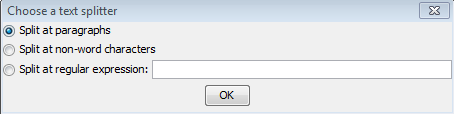 Choose a text splitter
Split at paragraphs
Split at non-word characters
Split at regular expression:
OK